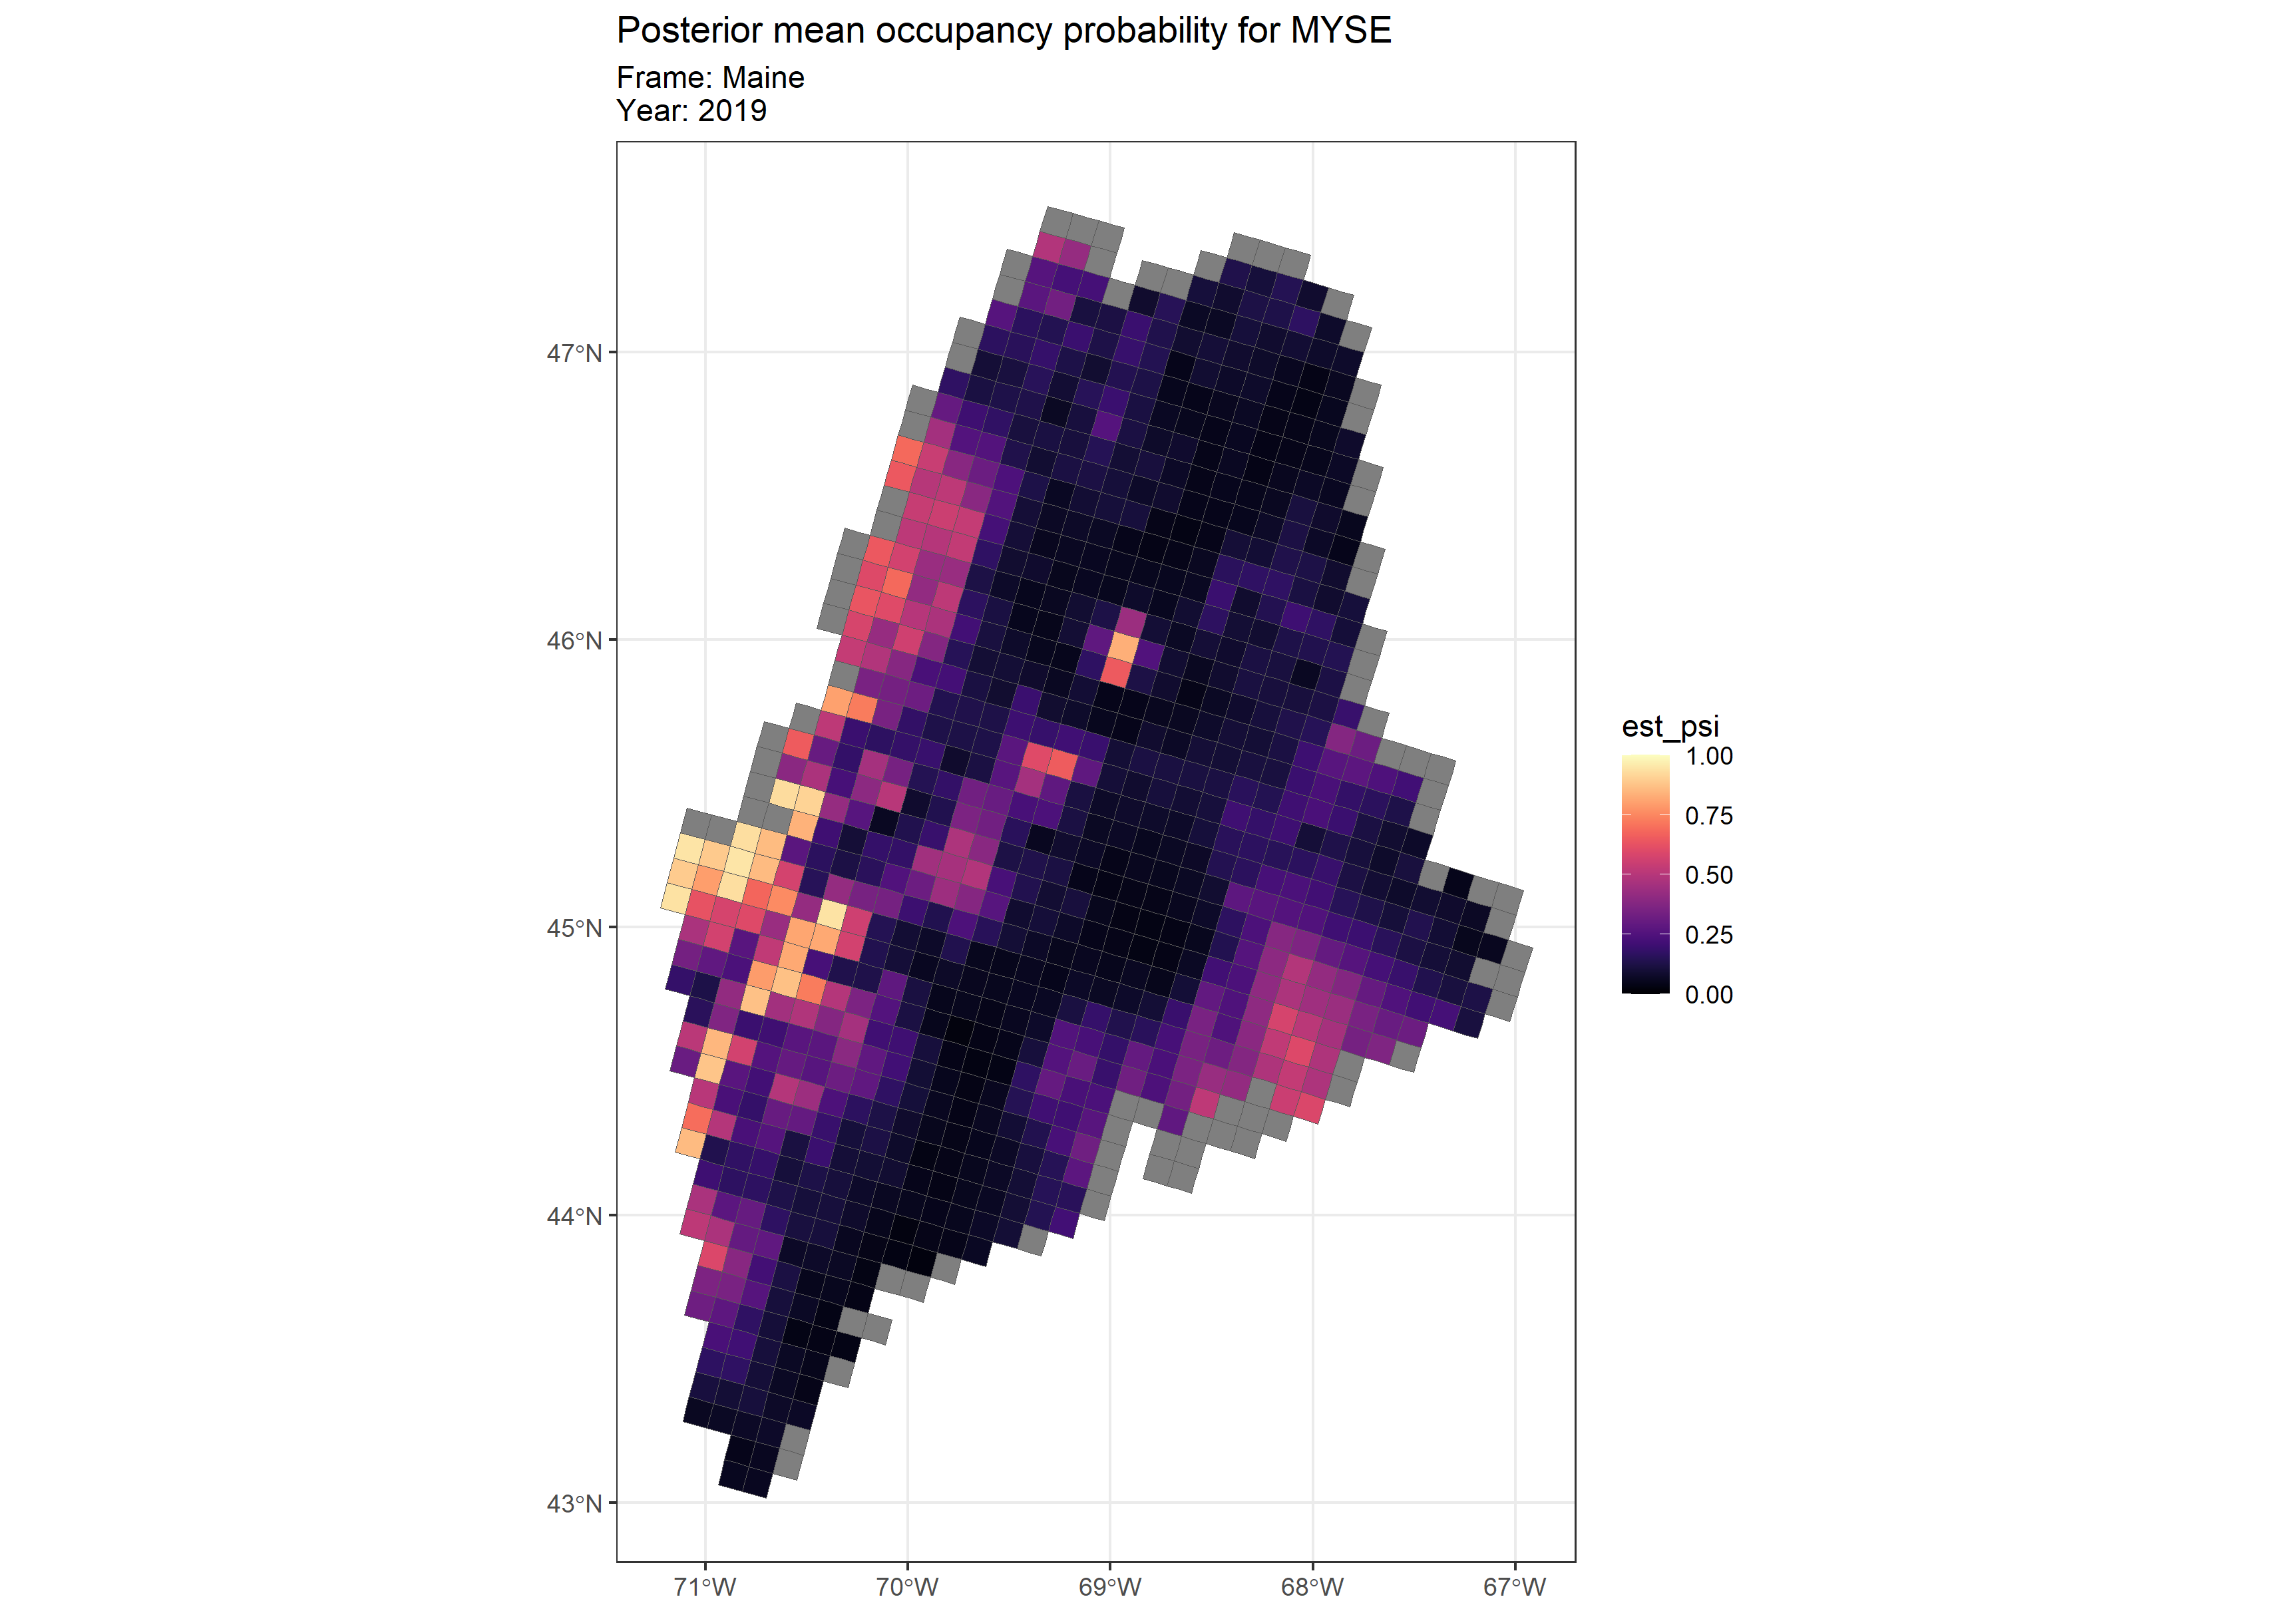 Posterior mean occupancy probability for MYSE
Frame: Maine
Year: 2019
47°N
46°N
45°N
44°N
43°N
71°W
70°W
69°W
68°W
67°W
est_psi
1.00
0.75
0.50
0.25
0.00